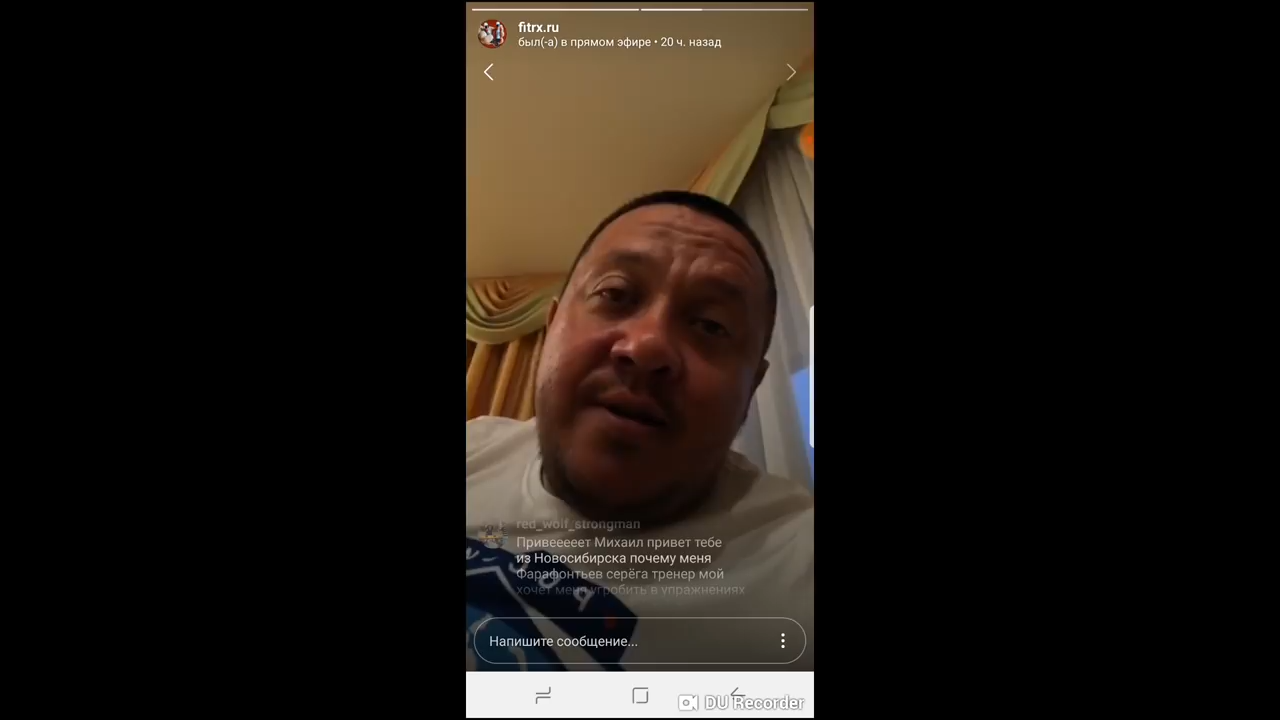 fitrx.ru
был(-а) в прямом эфире • 20 ч. назад
red_wolf_strongman
Привееееет Михаил привет тебе
из Новосибирска почему меня
Фарафонтьев серёга тренер мой
хочет меня угробить в упражнениях
Напишите сообщение...
DU Recorder